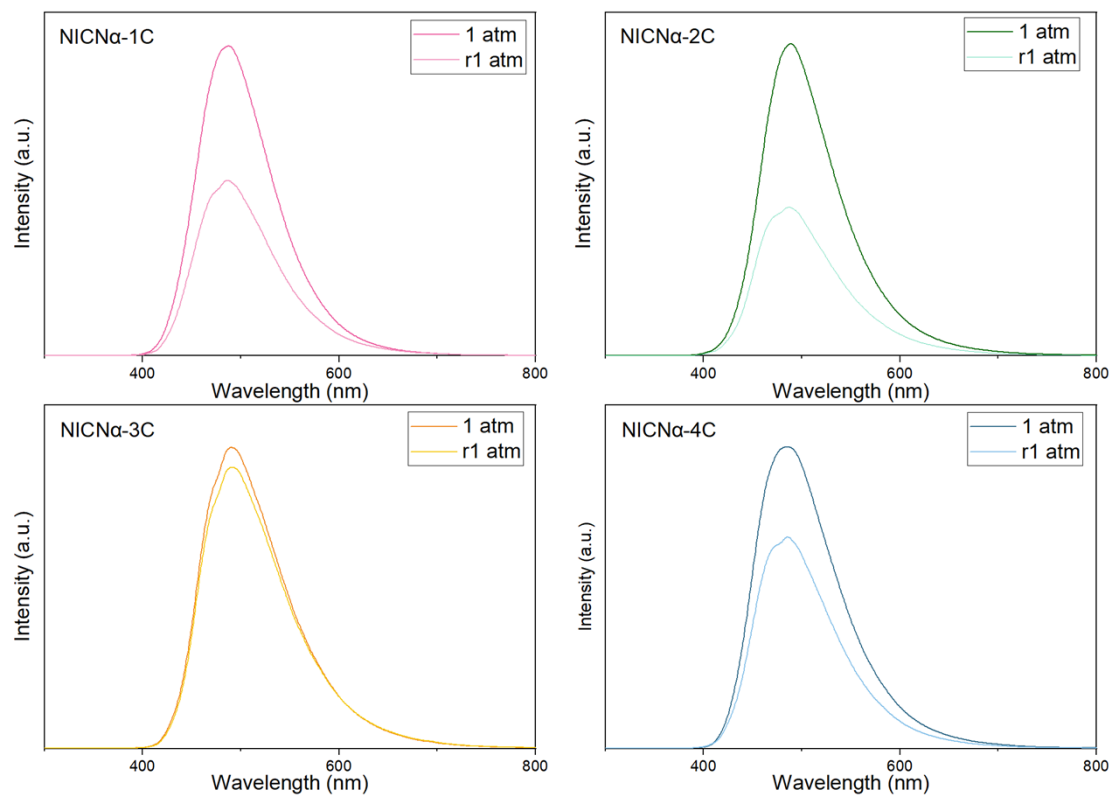 NICNα-1C
1 atm
r1 atm
Intensity (a.u.)
400
600
800
Wavelength (nm)
NICNα-2C
1 atm
r1 atm
Intensity (a.u.)
400
600
800
Wavelength (nm)
NICNα-3C
1 atm
r1 atm
Intensity (a.u.)
400
600
800
Wavelength (nm)
NICNα-4C
1 atm
r1 atm
Intensity (a.u.)
400
600
800
Wavelength (nm)